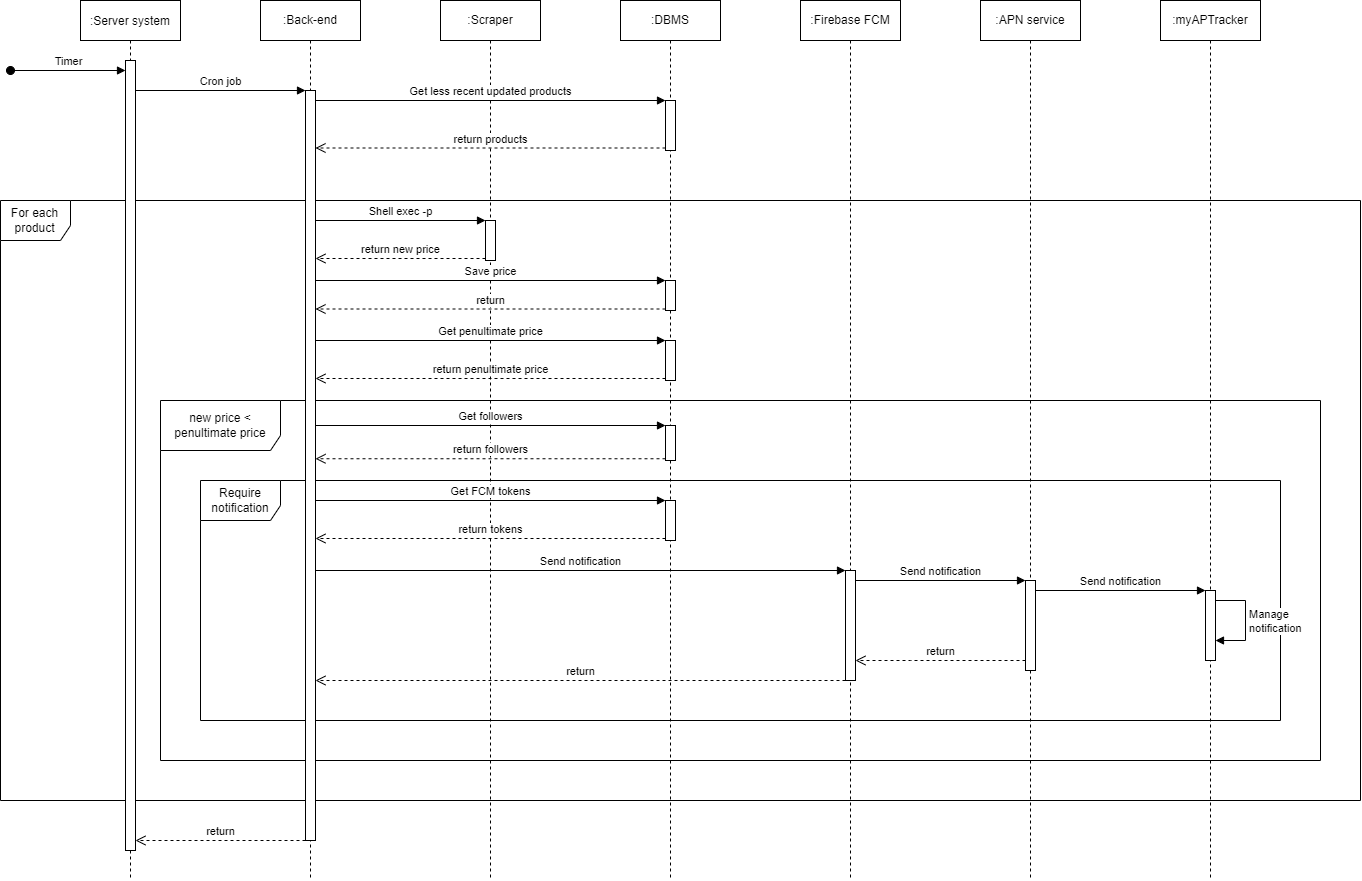 :Server system
:Back-end
:Scraper
:DBMS
:Firebase FCM
:APN service
:myAPTracker
Timer
Cron job
Get less recent updated products
return products
For each
product
Shell exec -p
return new price
Save price
return
Get penultimate price
return penultimate price
new price <
penultimate price
Get followers
return followers
Require
notification
Get FCM tokens
return tokens
Send notification
Send notification
Send notification
Manage
notification
return
return
return